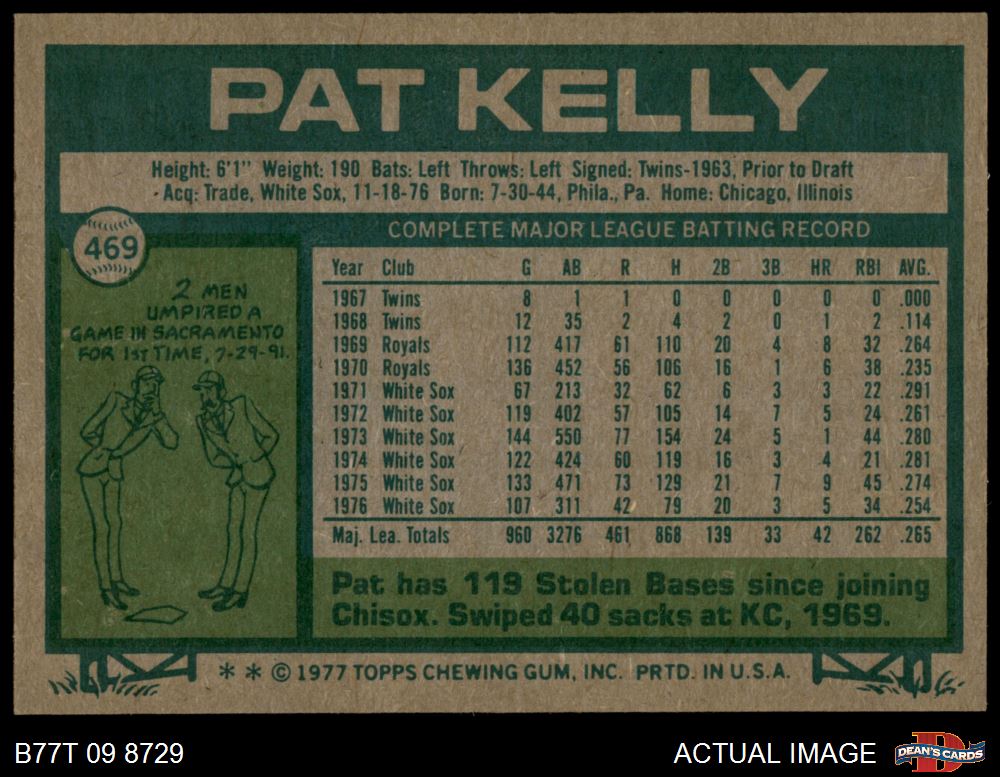 PAT KELLY
Height: 6'1" Weight: 190 Bats: Left Throws: Left Signed: Twins-1963, Prior to Draft
Acq: Trade, White Sox, 11-18-76 Born: 7-30-44, Phila., Pa. Home: Chicago, Illinois
469
2 MEN
UMPIRED A
GAME IN SACRAMENTO
FOR 1ST TIME, 7-29-91.
COMPLETE MAJOR LEAGUE BATTING RECORD
Year Club G AB R H 2B 3B HR RBI AVG.
1967 Twins 8 1 1 0 0 0 0 0 .000
1968 Twins 12 35 2 4 2 0 1 2 .114
1969 Royals 112 417 61 110 20 4 8 32 .264
1970 Royals 136 452 56 106 16 1 6 38 .235
1971 White Sox 67 213 32 62 6 3 3 22 .291
1972 White Sox 119 402 57 105 14 7 5 24 .261
1973 White Sox 144 550 77 154 24 5 1 44 .280
1974 White Sox 122 424 60 119 16 3 4 21 .281
1975 White Sox 133 471 73 129 21 7 9 45 .274
1976 White Sox 107 311 42 79 20 3 5 34 .254
Maj. Lea. Totals 960 3276 461 868 139 33 42 262 .265
Pat has 119 Stolen Bases since joining
Chisox. Swiped 40 sacks at KC, 1969.
* * © 1977 TOPPS CHEWING GUM, INC. PRTD. IN U.S.A.
B77T 09 8729
ACTUAL IMAGE
DEAN'S CARDS